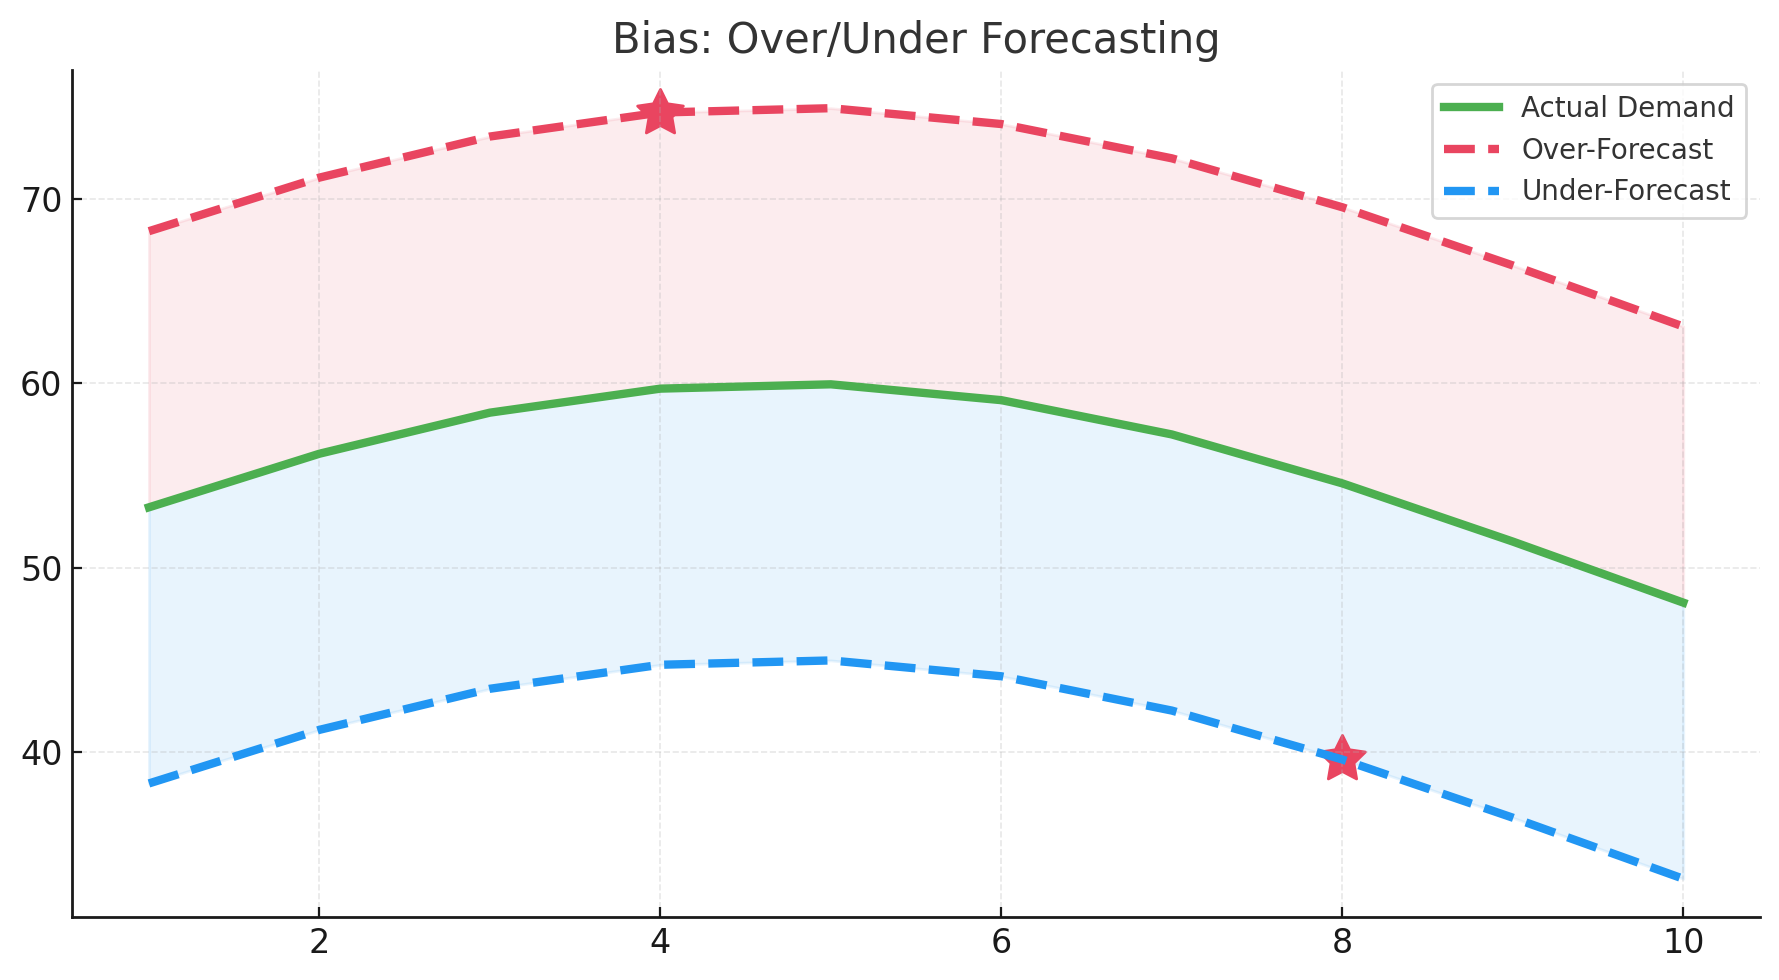 Bias: Over/Under Forecasting
Actual Demand
Over-Forecast
Under-Forecast
70
60
50
40
2 4 6 8 10